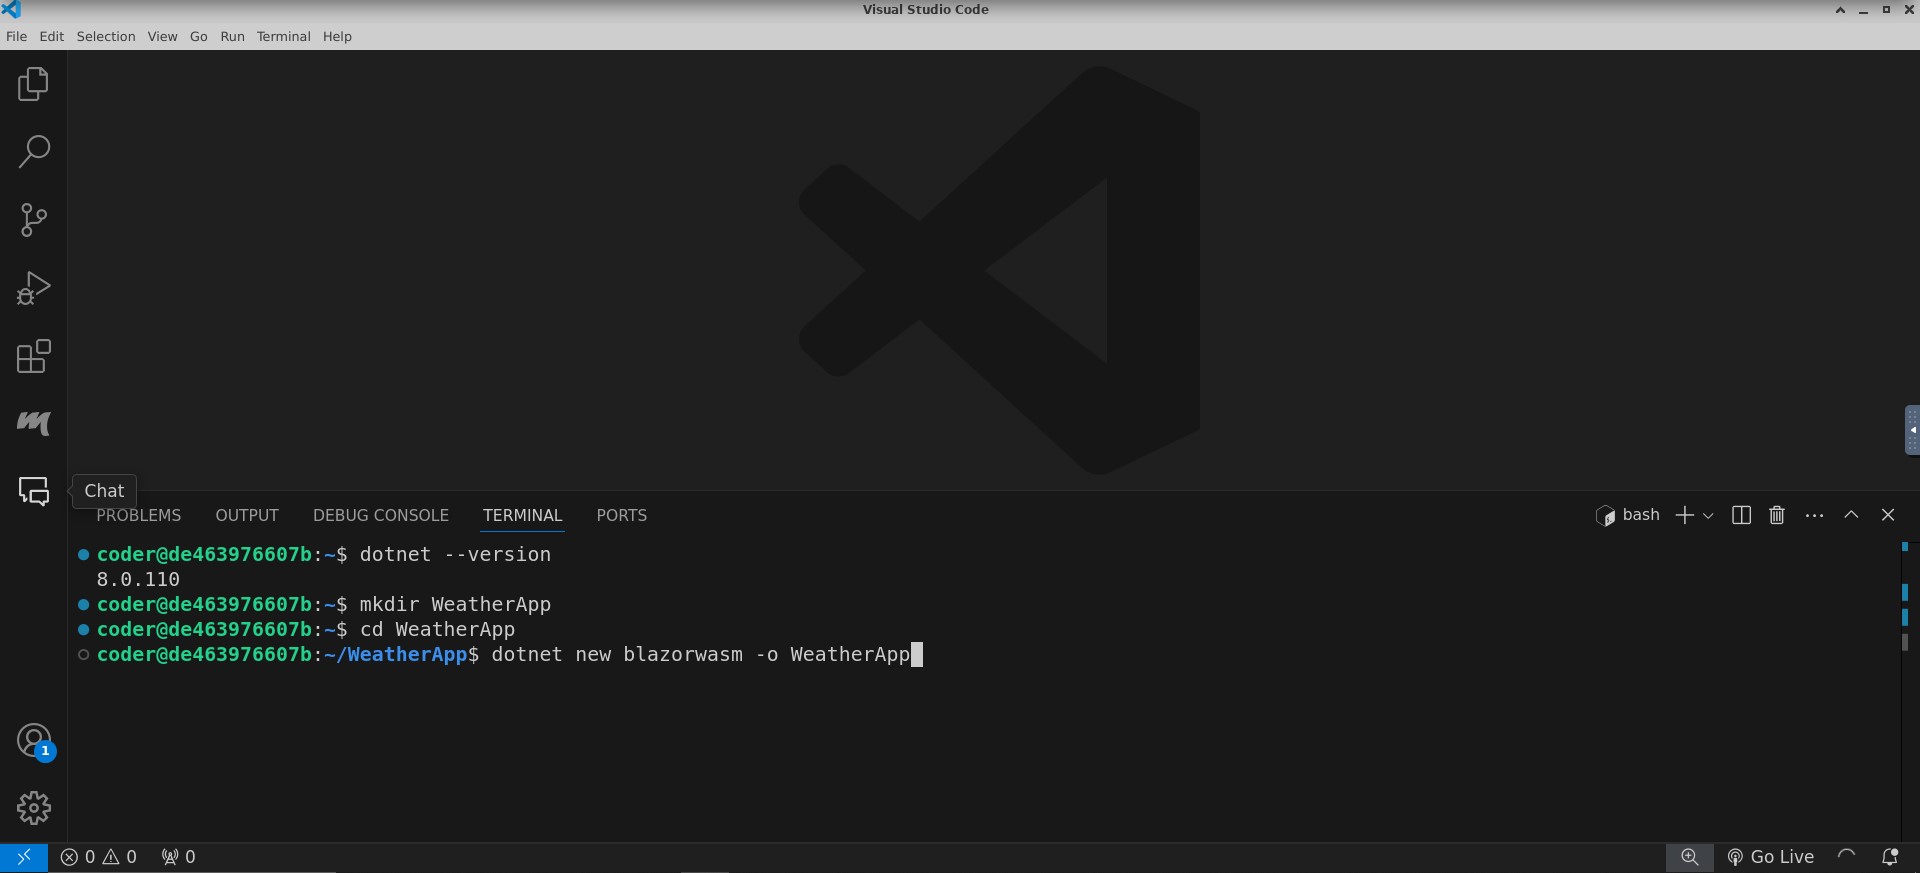 Visual Studio Code
File Edit Selection View Go Run Terminal Help
Chat
PROBLEMS OUTPUT DEBUG CONSOLE TERMINAL PORTS bash
coder@de463976607b:~$ dotnet --version
8.0.110
coder@de463976607b:~$ mkdir WeatherApp
coder@de463976607b:~$ cd WeatherApp
coder@de463976607b:~/WeatherApp$ dotnet new blazorwasm -o WeatherApp
1
0 0 0 Go Live